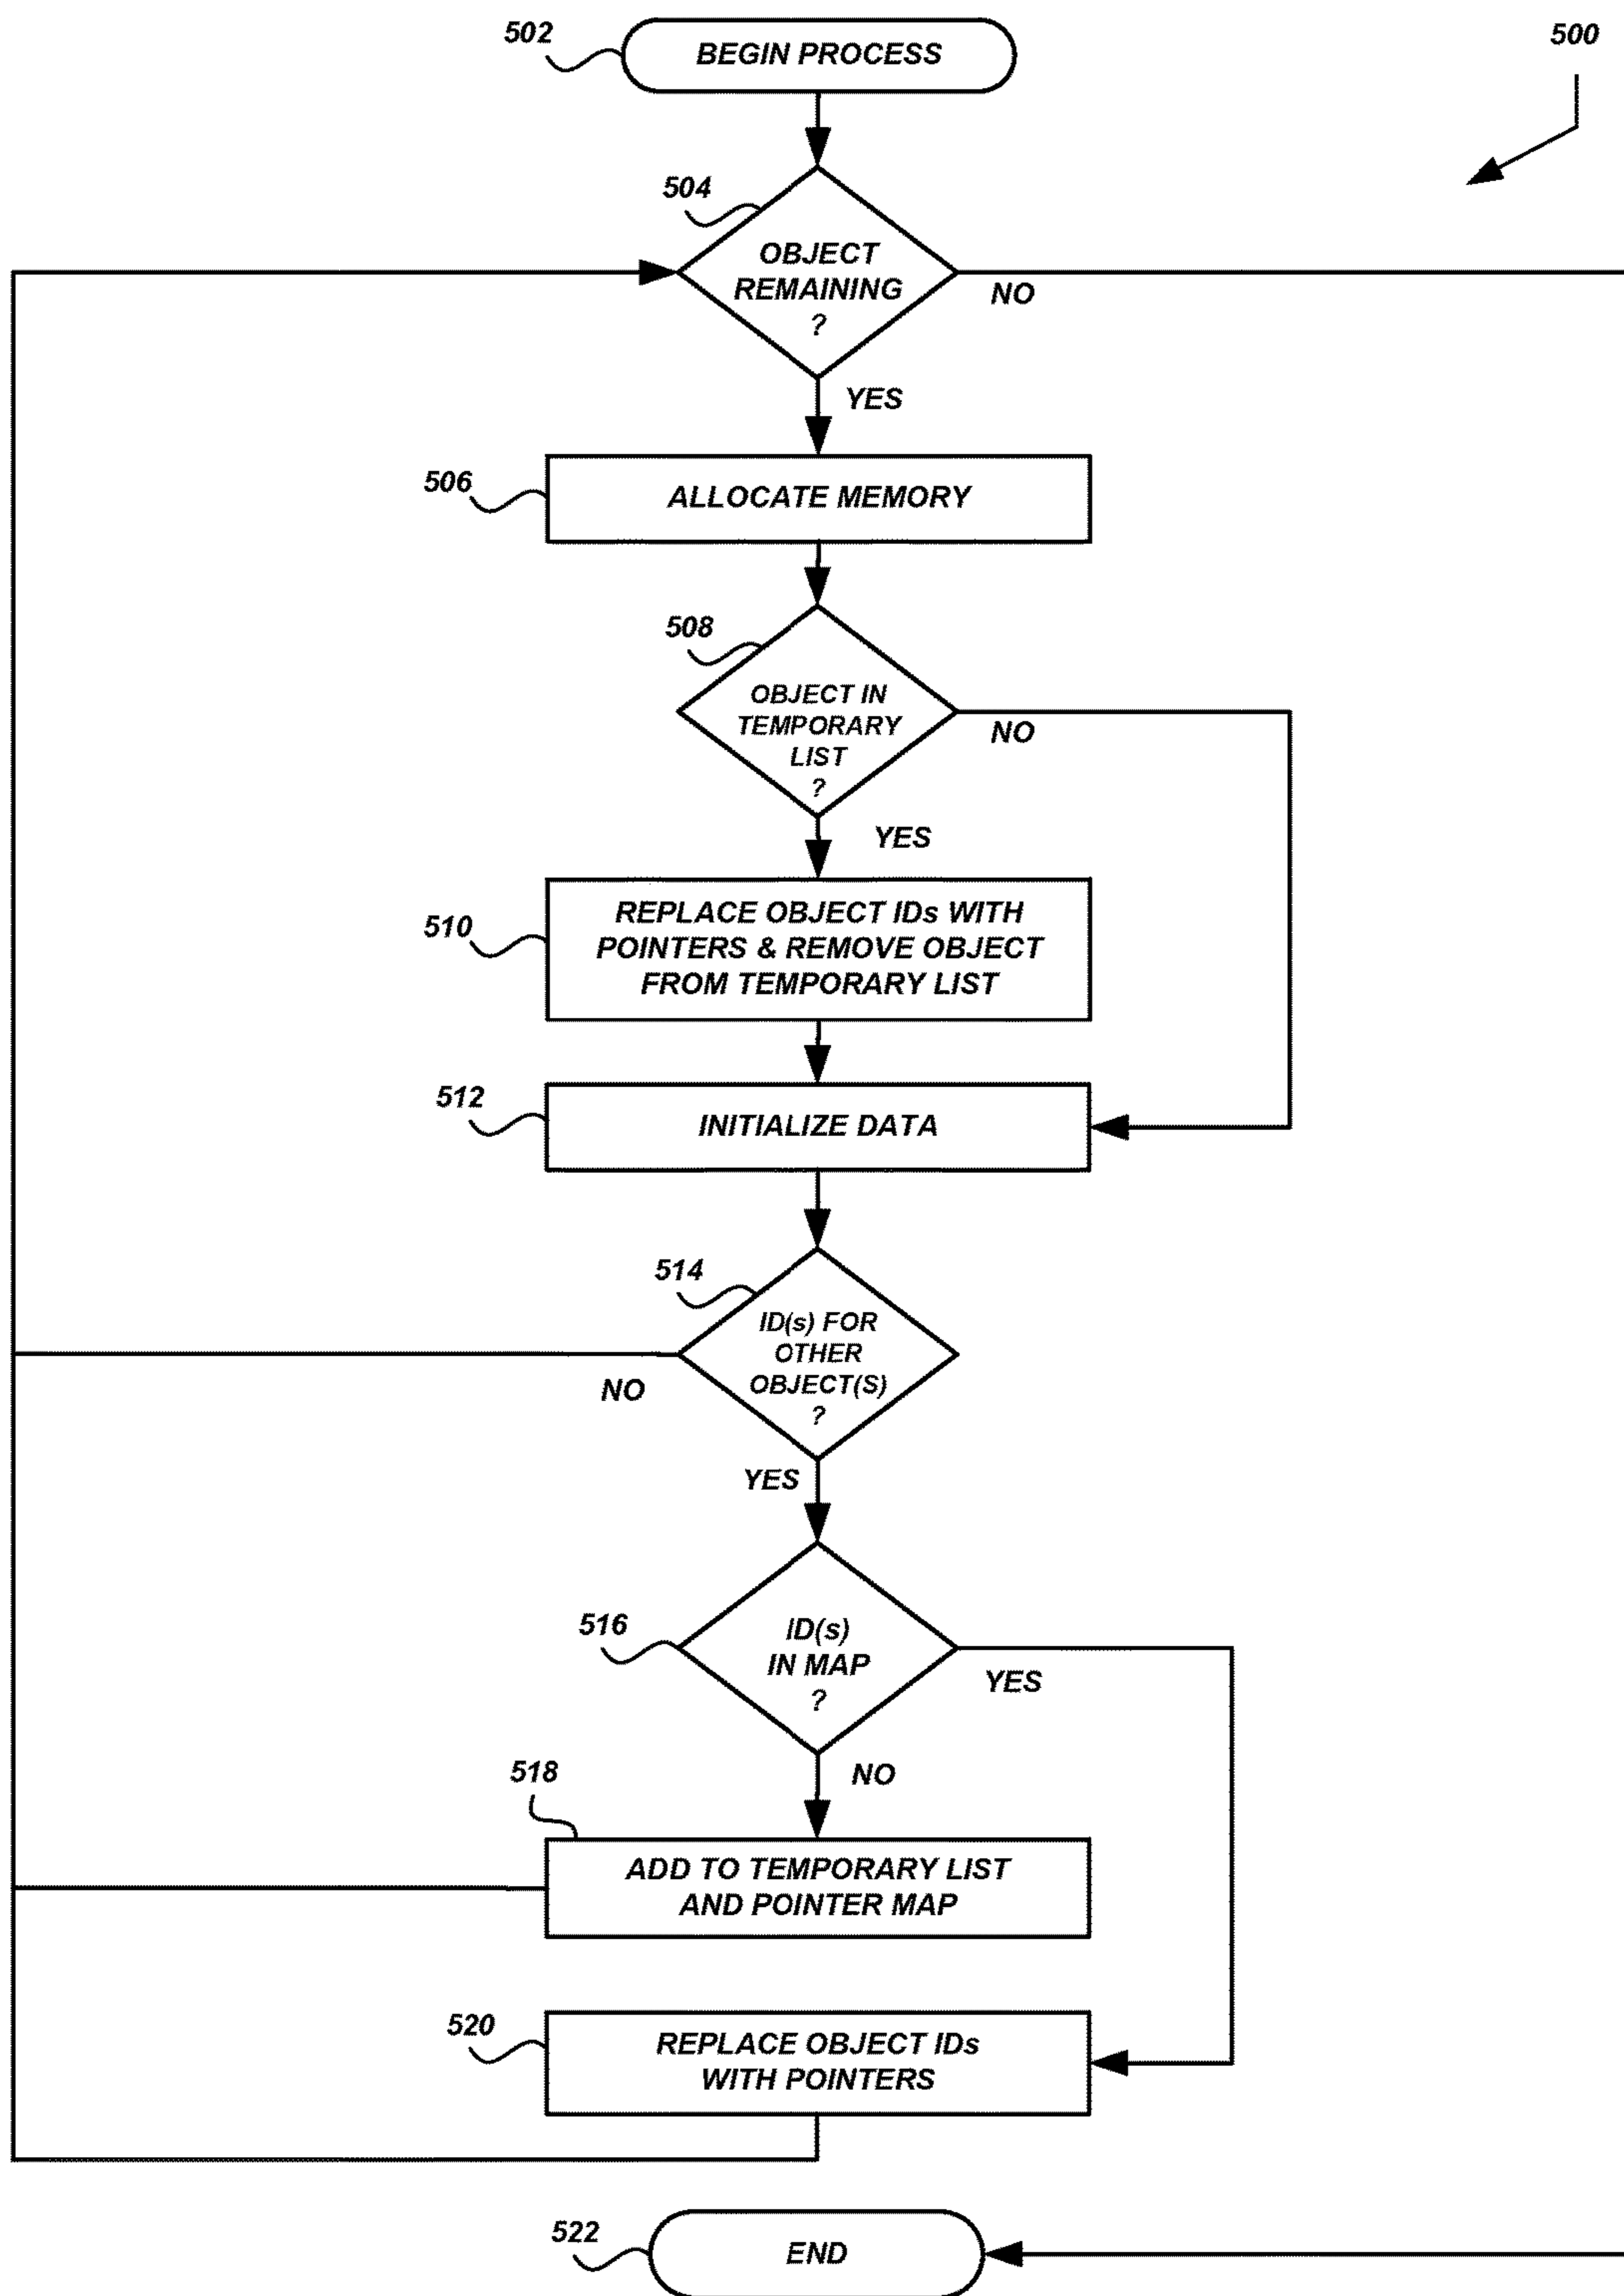 502
BEGIN PROCESS
500
504
OBJECT
REMAINING
?
NO
YES
506
ALLOCATE MEMORY
508
OBJECT IN
TEMPORARY
LIST
?
NO
YES
510
REPLACE OBJECT IDs WITH
POINTERS & REMOVE OBJECT
FROM TEMPORARY LIST
512
INITIALIZE DATA
514
ID(s) FOR
OTHER
OBJECT(S)
?
NO
YES
516
ID(s)
IN MAP
?
YES
NO
518
ADD TO TEMPORARY LIST
AND POINTER MAP
520
REPLACE OBJECT IDs
WITH POINTERS
522
END